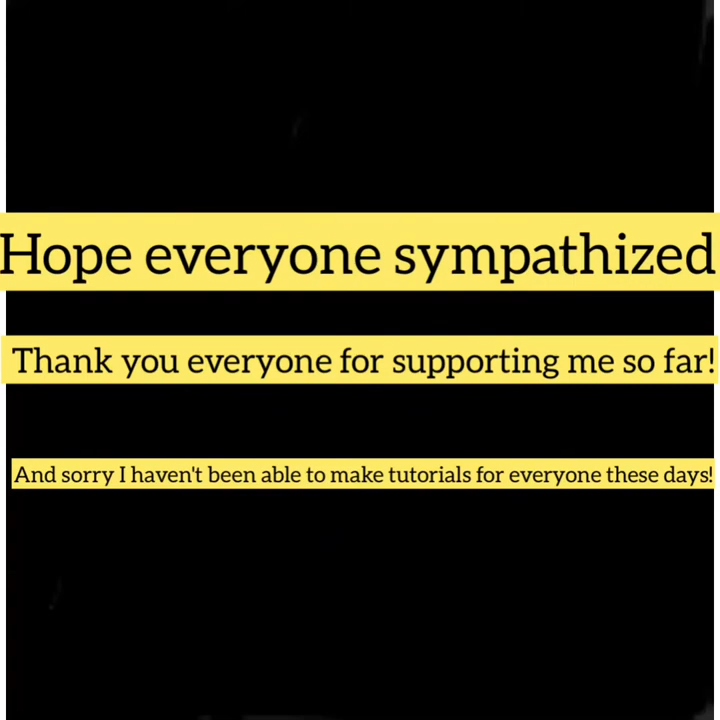 Hope everyone sympathized
Thank you everyone for supporting me so far!
And sorry I haven't been able to make tutorials for everyone these days!